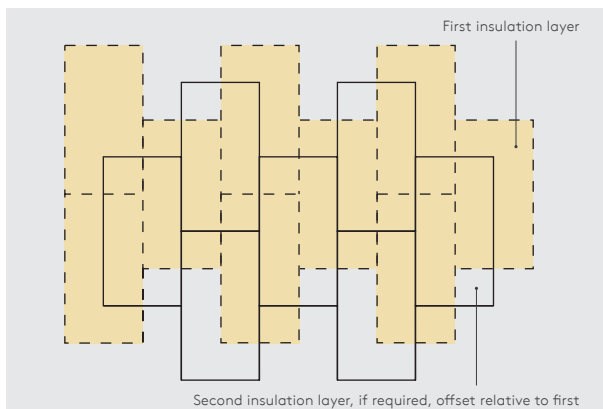 First insulation layer
Second insulation layer, if required, offset relative to first